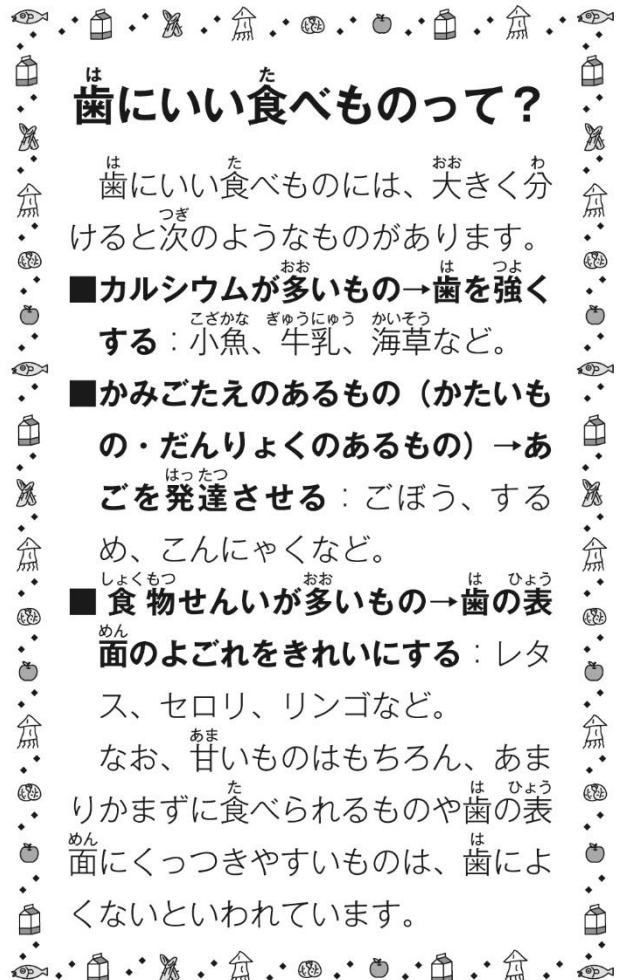 歯にいい食べものって？
歯にいい食べものには、大きく分
けると次のようなものがあります。
■カルシウムが多いもの→歯を強く
する：小魚、牛乳、海草など。
■かみごたえのあるもの（かたいも
の・だんりょくのあるもの）→あ
ごを発達させる：ごぼう、する
め、こんにゃくなど。
■食物せんいが多いもの→歯の表
面のよごれをきれいにする：レタ
ス、セロリ、リンゴなど。
なお、甘いものはもちろん、あま
りかまずに食べられるものや歯の表
面にくっつきやすいものは、歯によ
くないといわれています。